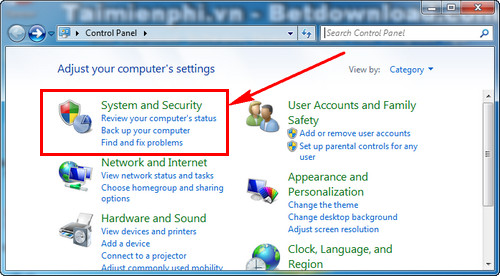 Taimienphi.vn - Betdownload.
Control Panel
Search Control Panel
Adjust your computer's settings
View by: Category
System and Security
Review your computer's status
Back up your computer
Find and fix problems
Network and Internet
View network status and tasks
Choose homegroup and sharing
options
Hardware and Sound
View devices and printers
Add a device
Connect to a projector
Adjust commonly used mobility
User Accounts and Family
Safety
Add or remove user accounts
Set up parental controls for any
user
Appearance and
Personalization
Change the theme
Change desktop background
Adjust screen resolution
Clock, Language, and
Region